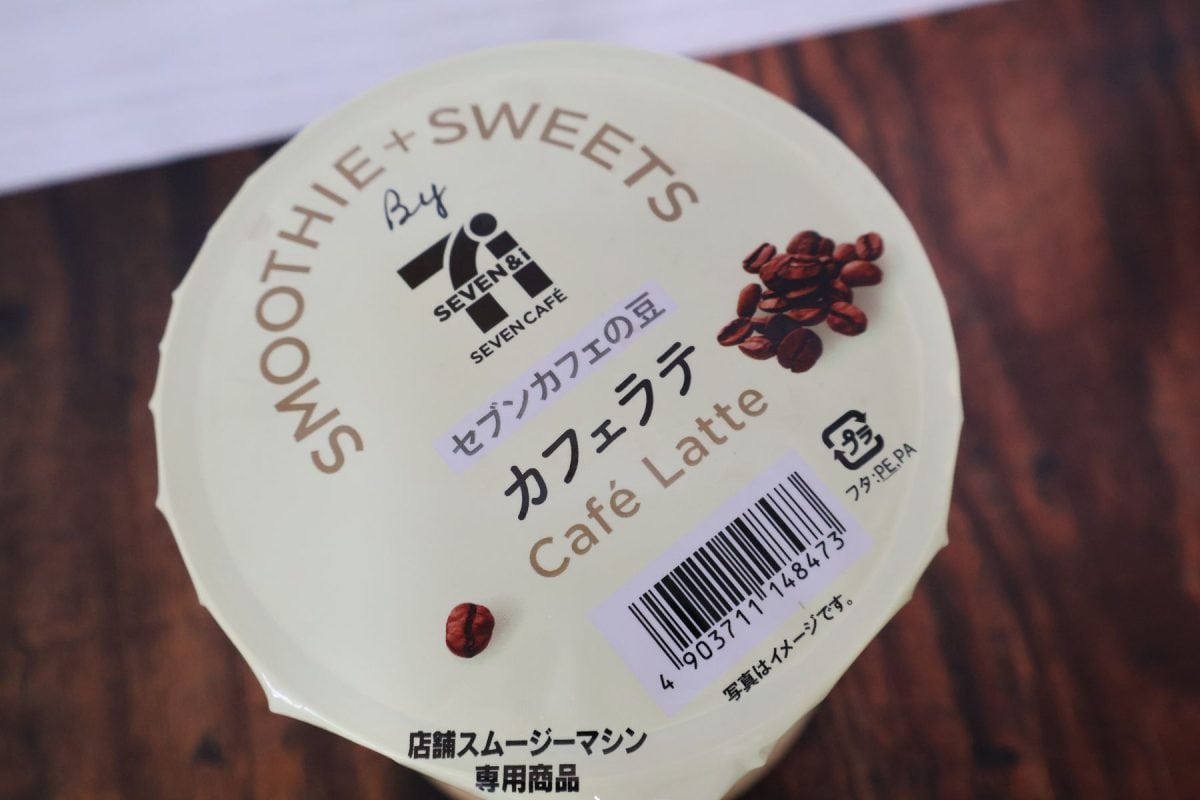 SMOOTHIE + SWEETS
By
SEVEN&i
SEVEN CAFÉ
セブンカフェの豆
カフェラテ
Café Latte
プラ
フタ:PE,PA
4 903711 148473
写真はイメージです。
店舗スムージーマシン
専用商品